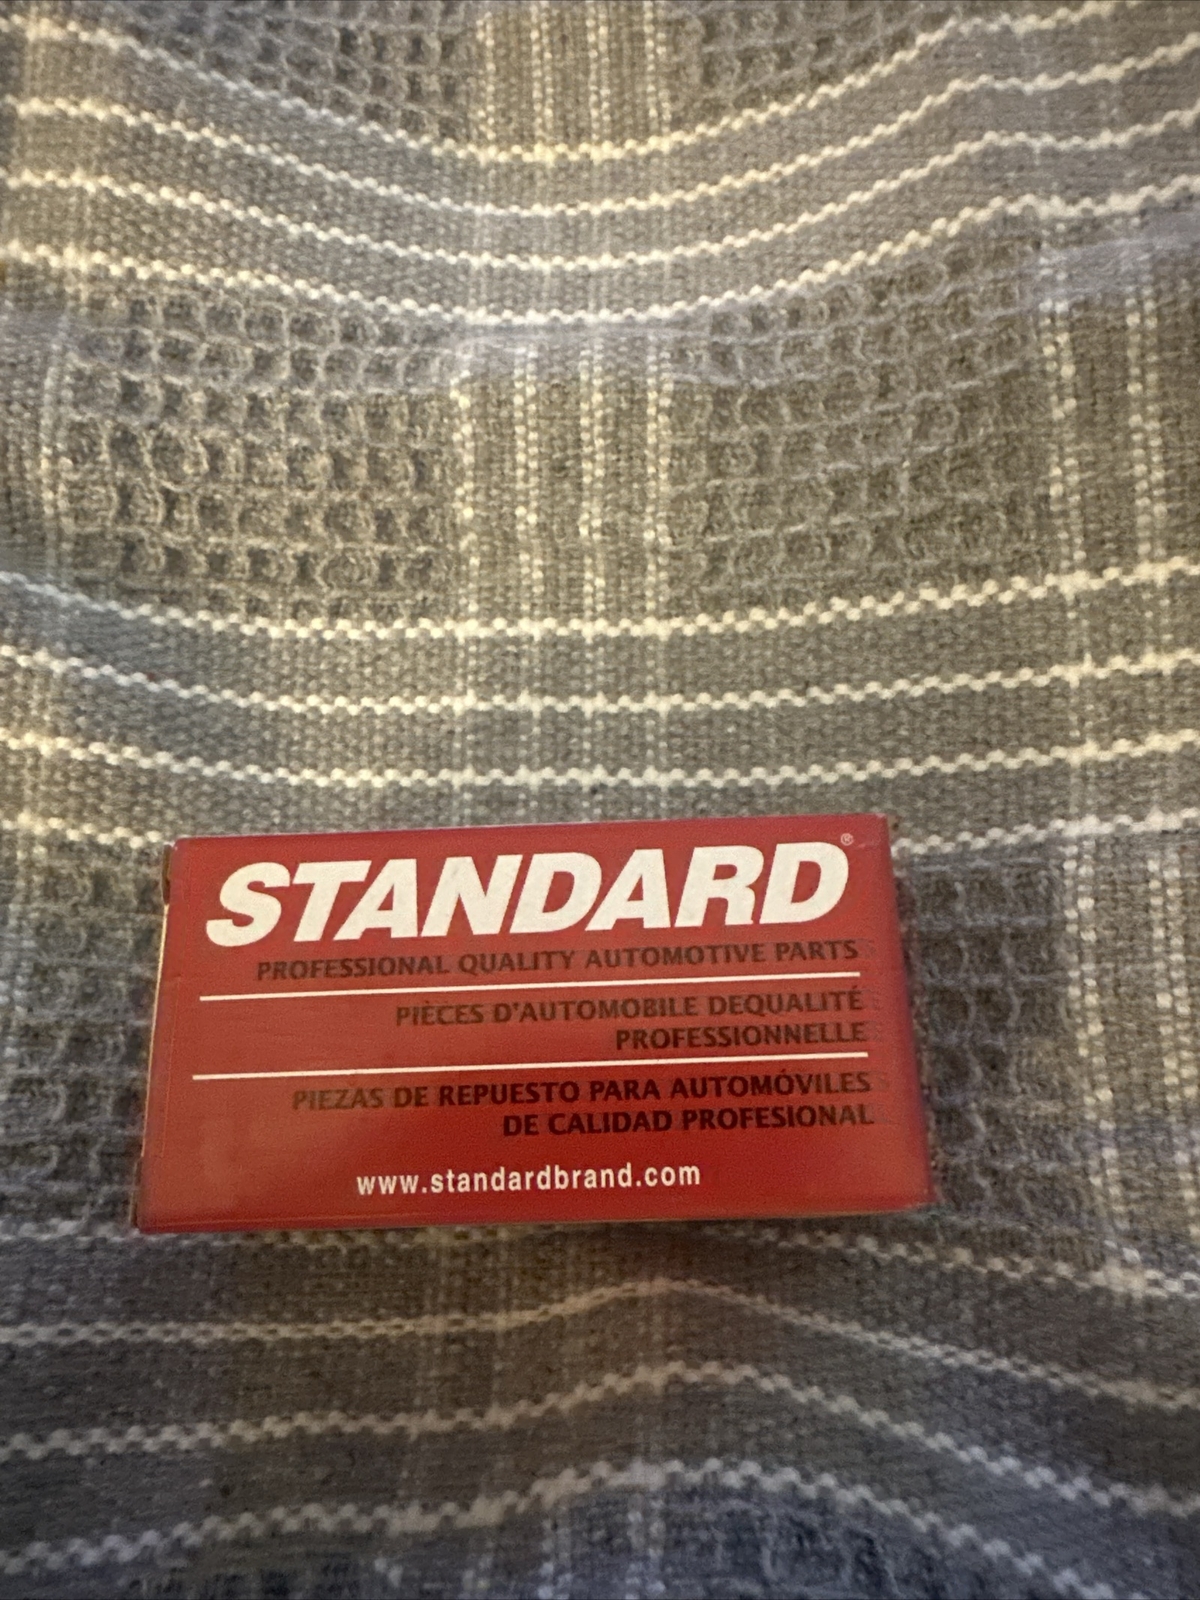 STANDARD®
PROFESSIONAL QUALITY AUTOMOTIVE PARTS
PIÈCES D'AUTOMOBILE DEQUALITÉ
PROFESSIONNELLE
PIEZAS DE REPUESTO PARA AUTOMÓVILES
DE CALIDAD PROFESIONAL
www.standardbrand.com